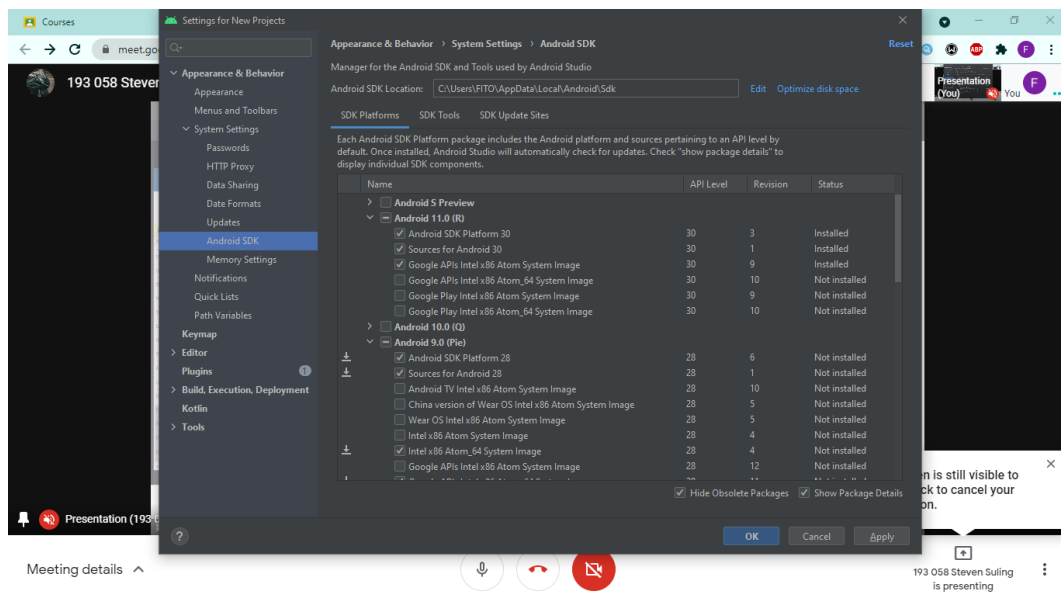 Courses
Settings for New Projects
meet.go
193 058 Steven
Presentation
(You)
You
F
F
ABP
W
Appearance & Behavior
Appearance
Menus and Toolbars
System Settings
Passwords
HTTP Proxy
Data Sharing
Date Formats
Updates
Android SDK
Memory Settings
Notifications
Quick Lists
Path Variables
Keymap
Editor
Plugins 1
Build, Execution, Deployment
Kotlin
Tools
Appearance & Behavior > System Settings > Android SDK Reset
Manager for the Android SDK and Tools used by Android Studio
Android SDK Location: C:\Users\FITO\AppData\Local\Android\Sdk Edit Optimize disk space
SDK Platforms SDK Tools SDK Update Sites
Each Android SDK Platform package includes the Android platform and sources pertaining to an API level by
default. Once installed, Android Studio will automatically check for updates. Check "show package details" to
display individual SDK components.
Name API Level Revision Status
Android S Preview
Android 11.0 (R)
Android SDK Platform 30 30 3 Installed
Sources for Android 30 30 1 Installed
Google APIs Intel x86 Atom System Image 30 9 Installed
Google APIs Intel x86 Atom_64 System Image 30 10 Not installed
Google Play Intel x86 Atom System Image 30 9 Not installed
Google Play Intel x86 Atom_64 System Image 30 10 Not installed
Android 10.0 (Q)
Android 9.0 (Pie)
Android SDK Platform 28 28 6 Not installed
Sources for Android 28 28 1 Not installed
Android TV Intel x86 Atom System Image 28 10 Not installed
China version of Wear OS Intel x86 Atom System Image 28 5 Not installed
Wear OS Intel x86 Atom System Image 28 5 Not installed
Intel x86 Atom System Image 28 4 Not installed
Intel x86 Atom_64 System Image 28 4 Not installed
Google APIs Intel x86 Atom System Image 28 12 Not installed
Hide Obsolete Packages Show Package Details
? OK Cancel Apply
n is still visible to
ck to cancel your
on.
Presentation (193 0
Meeting details
193 058 Steven Suling
is presenting